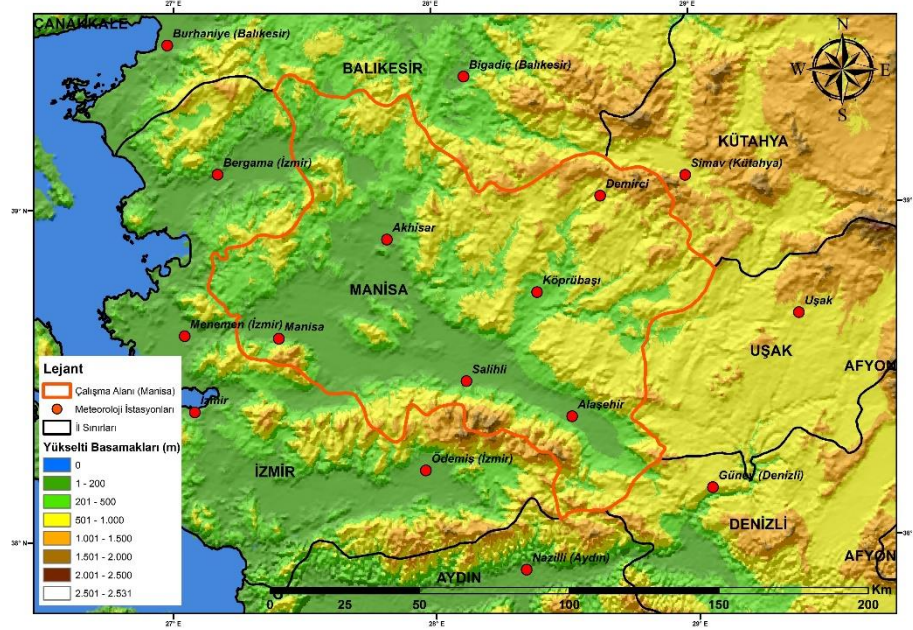 27°E
28°E
29°E
ÇANAKKALE
Burhaniye (Balıkesir)
BALIKESİR
Bigadiç (Balıkesir)
N
W
E
S
KÜTAHYA
Bergama (İzmir)
Simav (Kütahya)
Demirci
39°N
39°N
Akhisar
MANİSA
Köprübaşı
Uşak
Menemen (İzmir)
Manisa
UŞAK
AFYON
Salihli
İzmir
Alaşehir
Ödemiş (İzmir)
İZMİR
Güney (Denizli)
DENİZLİ
38°N
38°N
AFYON
Nazilli (Aydın)
AYDIN
Lejant
Çalışma Alanı (Manisa)
Meteoroloji İstasyonları
İl Sınırları
Yükselti Basamakları (m)
0
1 - 200
201 - 500
501 - 1.000
1.001 - 1.500
1.501 - 2.000
2.001 - 2.500
2.501 - 2.531
Km
0
25
50
100
150
200
27°E
28°E
29°E